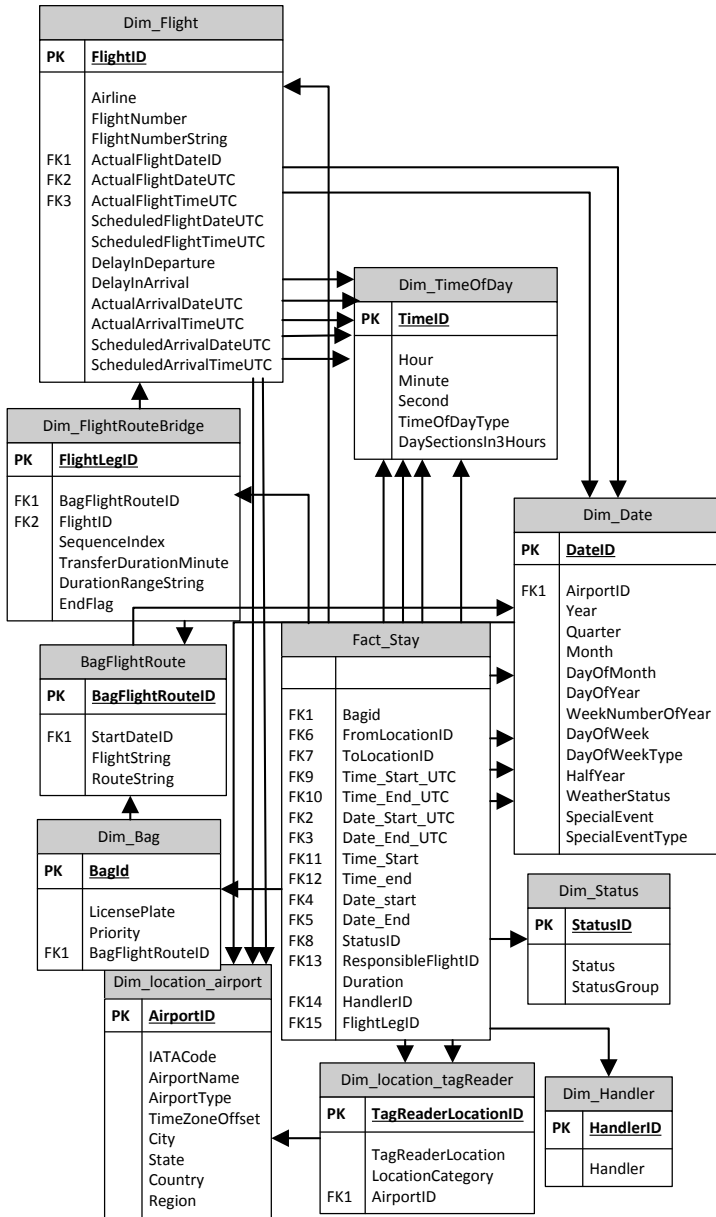 Dim_Flight
PK FlightID
Airline
FlightNumber
FlightNumberString
FK1 ActualFlightDateID
FK2 ActualFlightDateUTC
FK3 ActualFlightTimeUTC
ScheduledFlightDateUTC
ScheduledFlightTimeUTC
DelayInDeparture
DelayInArrival
ActualArrivalDateUTC
ActualArrivalTimeUTC
ScheduledArrivalDateUTC
ScheduledArrivalTimeUTC
Dim_TimeOfDay
PK TimeID
Hour
Minute
Second
TimeOfDayType
DaySectionsIn3Hours
Dim_FlightRouteBridge
PK FlightLegID
FK1 BagFlightRouteID
FK2 FlightID
SequenceIndex
TransferDurationMinute
DurationRangeString
EndFlag
Dim_Date
PK DateID
FK1 AirportID
Year
Quarter
Month
DayOfMonth
DayOfYear
WeekNumberOfYear
DayOfWeek
DayOfWeekType
HalfYear
WeatherStatus
SpecialEvent
SpecialEventType
BagFlightRoute
PK BagFlightRouteID
FK1 StartDateID
FlightString
RouteString
Fact_Stay
FK1 Bagid
FK6 FromLocationID
FK7 ToLocationID
FK9 Time_Start_UTC
FK10 Time_End_UTC
FK2 Date_Start_UTC
FK3 Date_End_UTC
FK11 Time_Start
FK12 Time_end
FK4 Date_start
FK5 Date_End
FK8 StatusID
FK13 ResponsibleFlightID
Duration
FK14 HandlerID
FK15 FlightLegID
Dim_Bag
PK BagId
LicensePlate
Priority
FK1 BagFlightRouteID
Dim_Status
PK StatusID
Status
StatusGroup
Dim_location_airport
PK AirportID
IATACode
AirportName
AirportType
TimeZoneOffset
City
State
Country
Region
Dim_location_tagReader
PK TagReaderLocationID
TagReaderLocation
LocationCategory
FK1 AirportID
Dim_Handler
PK HandlerID
Handler